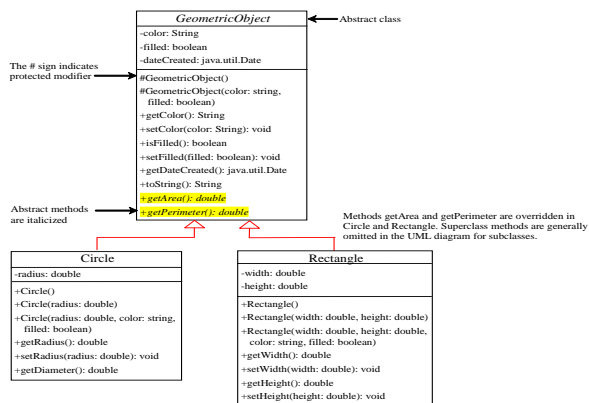 GeometricObject
Abstract class
-color: String
-filled: boolean
-dateCreated: java.util.Date
The # sign indicates
protected modifier
#GeometricObject()
#GeometricObject(color: string,
filled: boolean)
+getColor(): String
+setColor(color: String): void
+isFilled(): boolean
+setFilled(filled: boolean): void
+getDateCreated(): java.util.Date
+toString(): String
+getArea(): double
+getPerimeter(): double
Abstract methods
are italicized
Methods getArea and getPerimeter are overridden in
Circle and Rectangle. Superclass methods are generally
omitted in the UML diagram for subclasses.
Circle
-radius: double
+Circle()
+Circle(radius: double)
+Circle(radius: double, color: string,
filled: boolean)
+getRadius(): double
+setRadius(radius: double): void
+getDiameter(): double
Rectangle
-width: double
-height: double
+Rectangle()
+Rectangle(width: double, height: double)
+Rectangle(width: double, height: double,
color: string, filled: boolean)
+getWidth(): double
+setWidth(width: double): void
+getHeight(): double
+setHeight(height: double): void